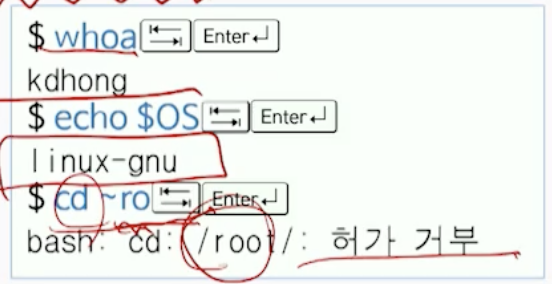 $ whoa Enter↵
kdhong
$ echo $OS Enter↵
linux-gnu
$ cd ~ro Enter↵
bash: cd: /root/: 허가 거부